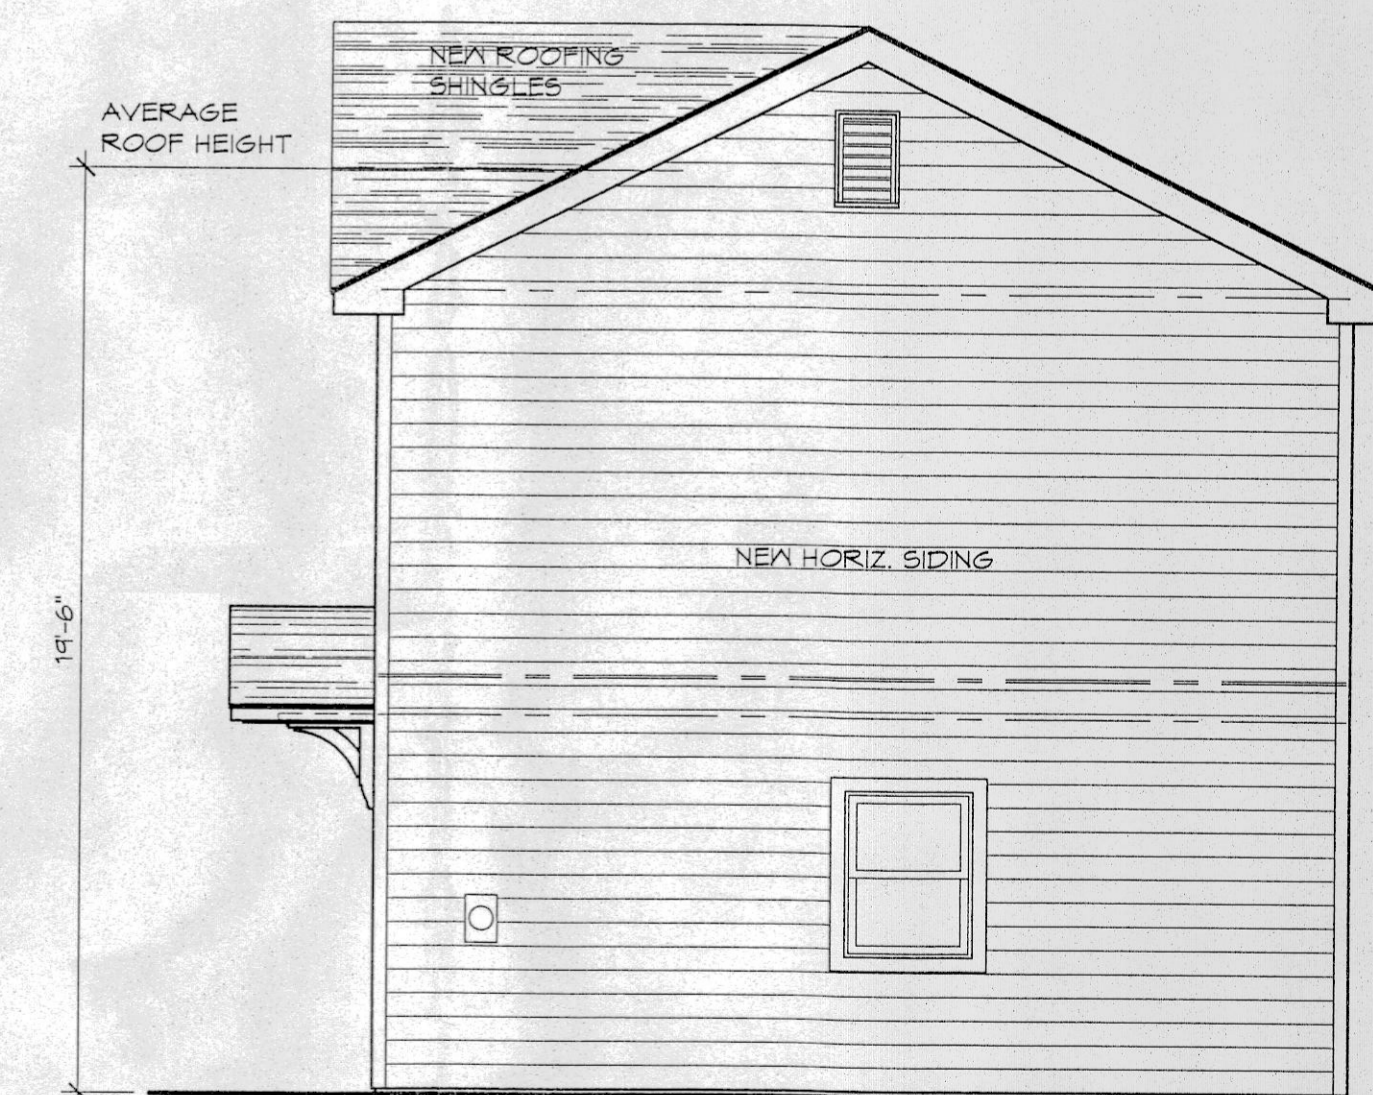 NEW ROOFING
SHINGLES
AVERAGE
ROOF HEIGHT
NEW HORIZ. SIDING
19'-6"